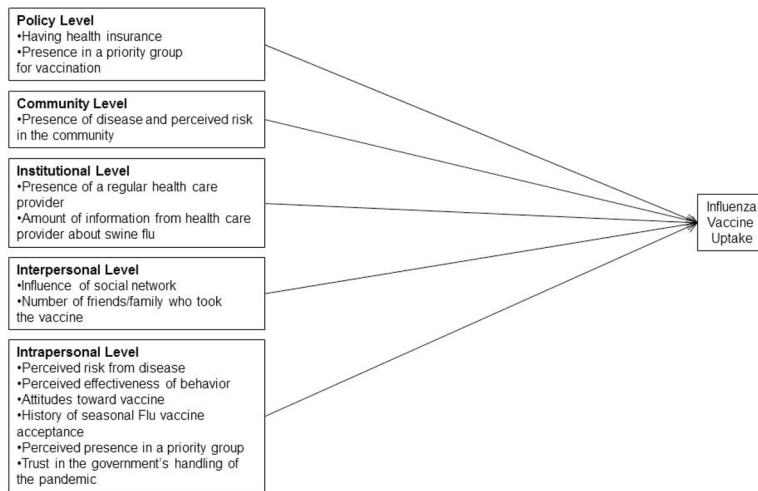 Policy Level
•Having health insurance
•Presence in a priority group
for vaccination
Community Level
•Presence of disease and perceived risk
in the community
Institutional Level
•Presence of a regular health care
provider
•Amount of information from health care
provider about swine flu
Interpersonal Level
•Influence of social network
•Number of friends/family who took
the vaccine
Intrapersonal Level
•Perceived risk from disease
•Perceived effectiveness of behavior
•Attitudes toward vaccine
•History of seasonal Flu vaccine
acceptance
•Perceived presence in a priority group
•Trust in the government's handling of
the pandemic
Influenza
Vaccine
Uptake